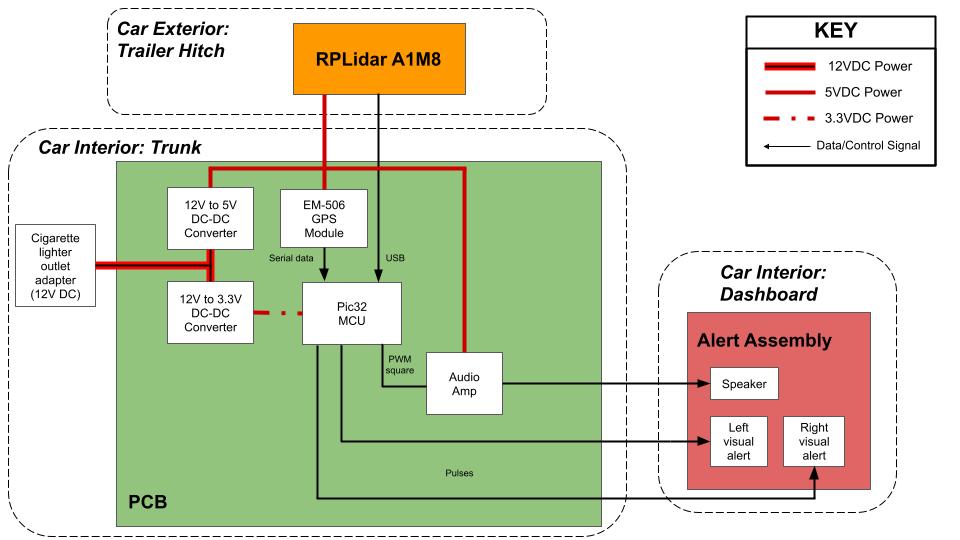 Car Exterior:
Trailer Hitch
RPLidar A1M8
KEY
12VDC Power
5VDC Power
3.3VDC Power
Data/Control Signal
Car Interior: Trunk
12V to 5V
DC-DC
Converter
EM-506
GPS
Module
Cigarette
lighter
outlet
adapter
(12V DC)
Serial data
USB
12V to 3.3V
DC-DC
Converter
Pic32
MCU
PWM
square
Audio
Amp
Pulses
PCB
Car Interior:
Dashboard
Alert Assembly
Speaker
Left
visual
alert
Right
visual
alert